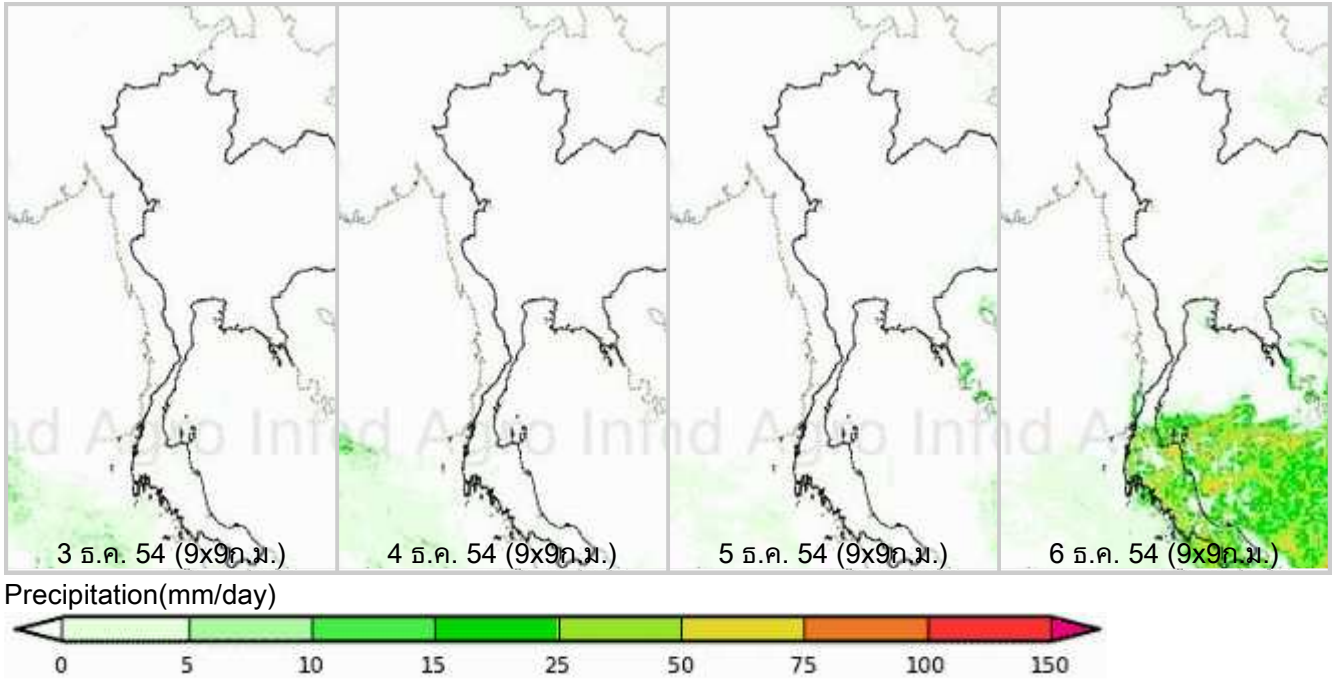 3 ธ.ค. 54 (9x9ก.ม.)
4 ธ.ค. 54 (9x9ก.ม.)
5 ธ.ค. 54 (9x9ก.ม.)
6 ธ.ค. 54 (9x9ก.ม.)
Precipitation(mm/day)
0 5 10 15 25 50 75 100 150